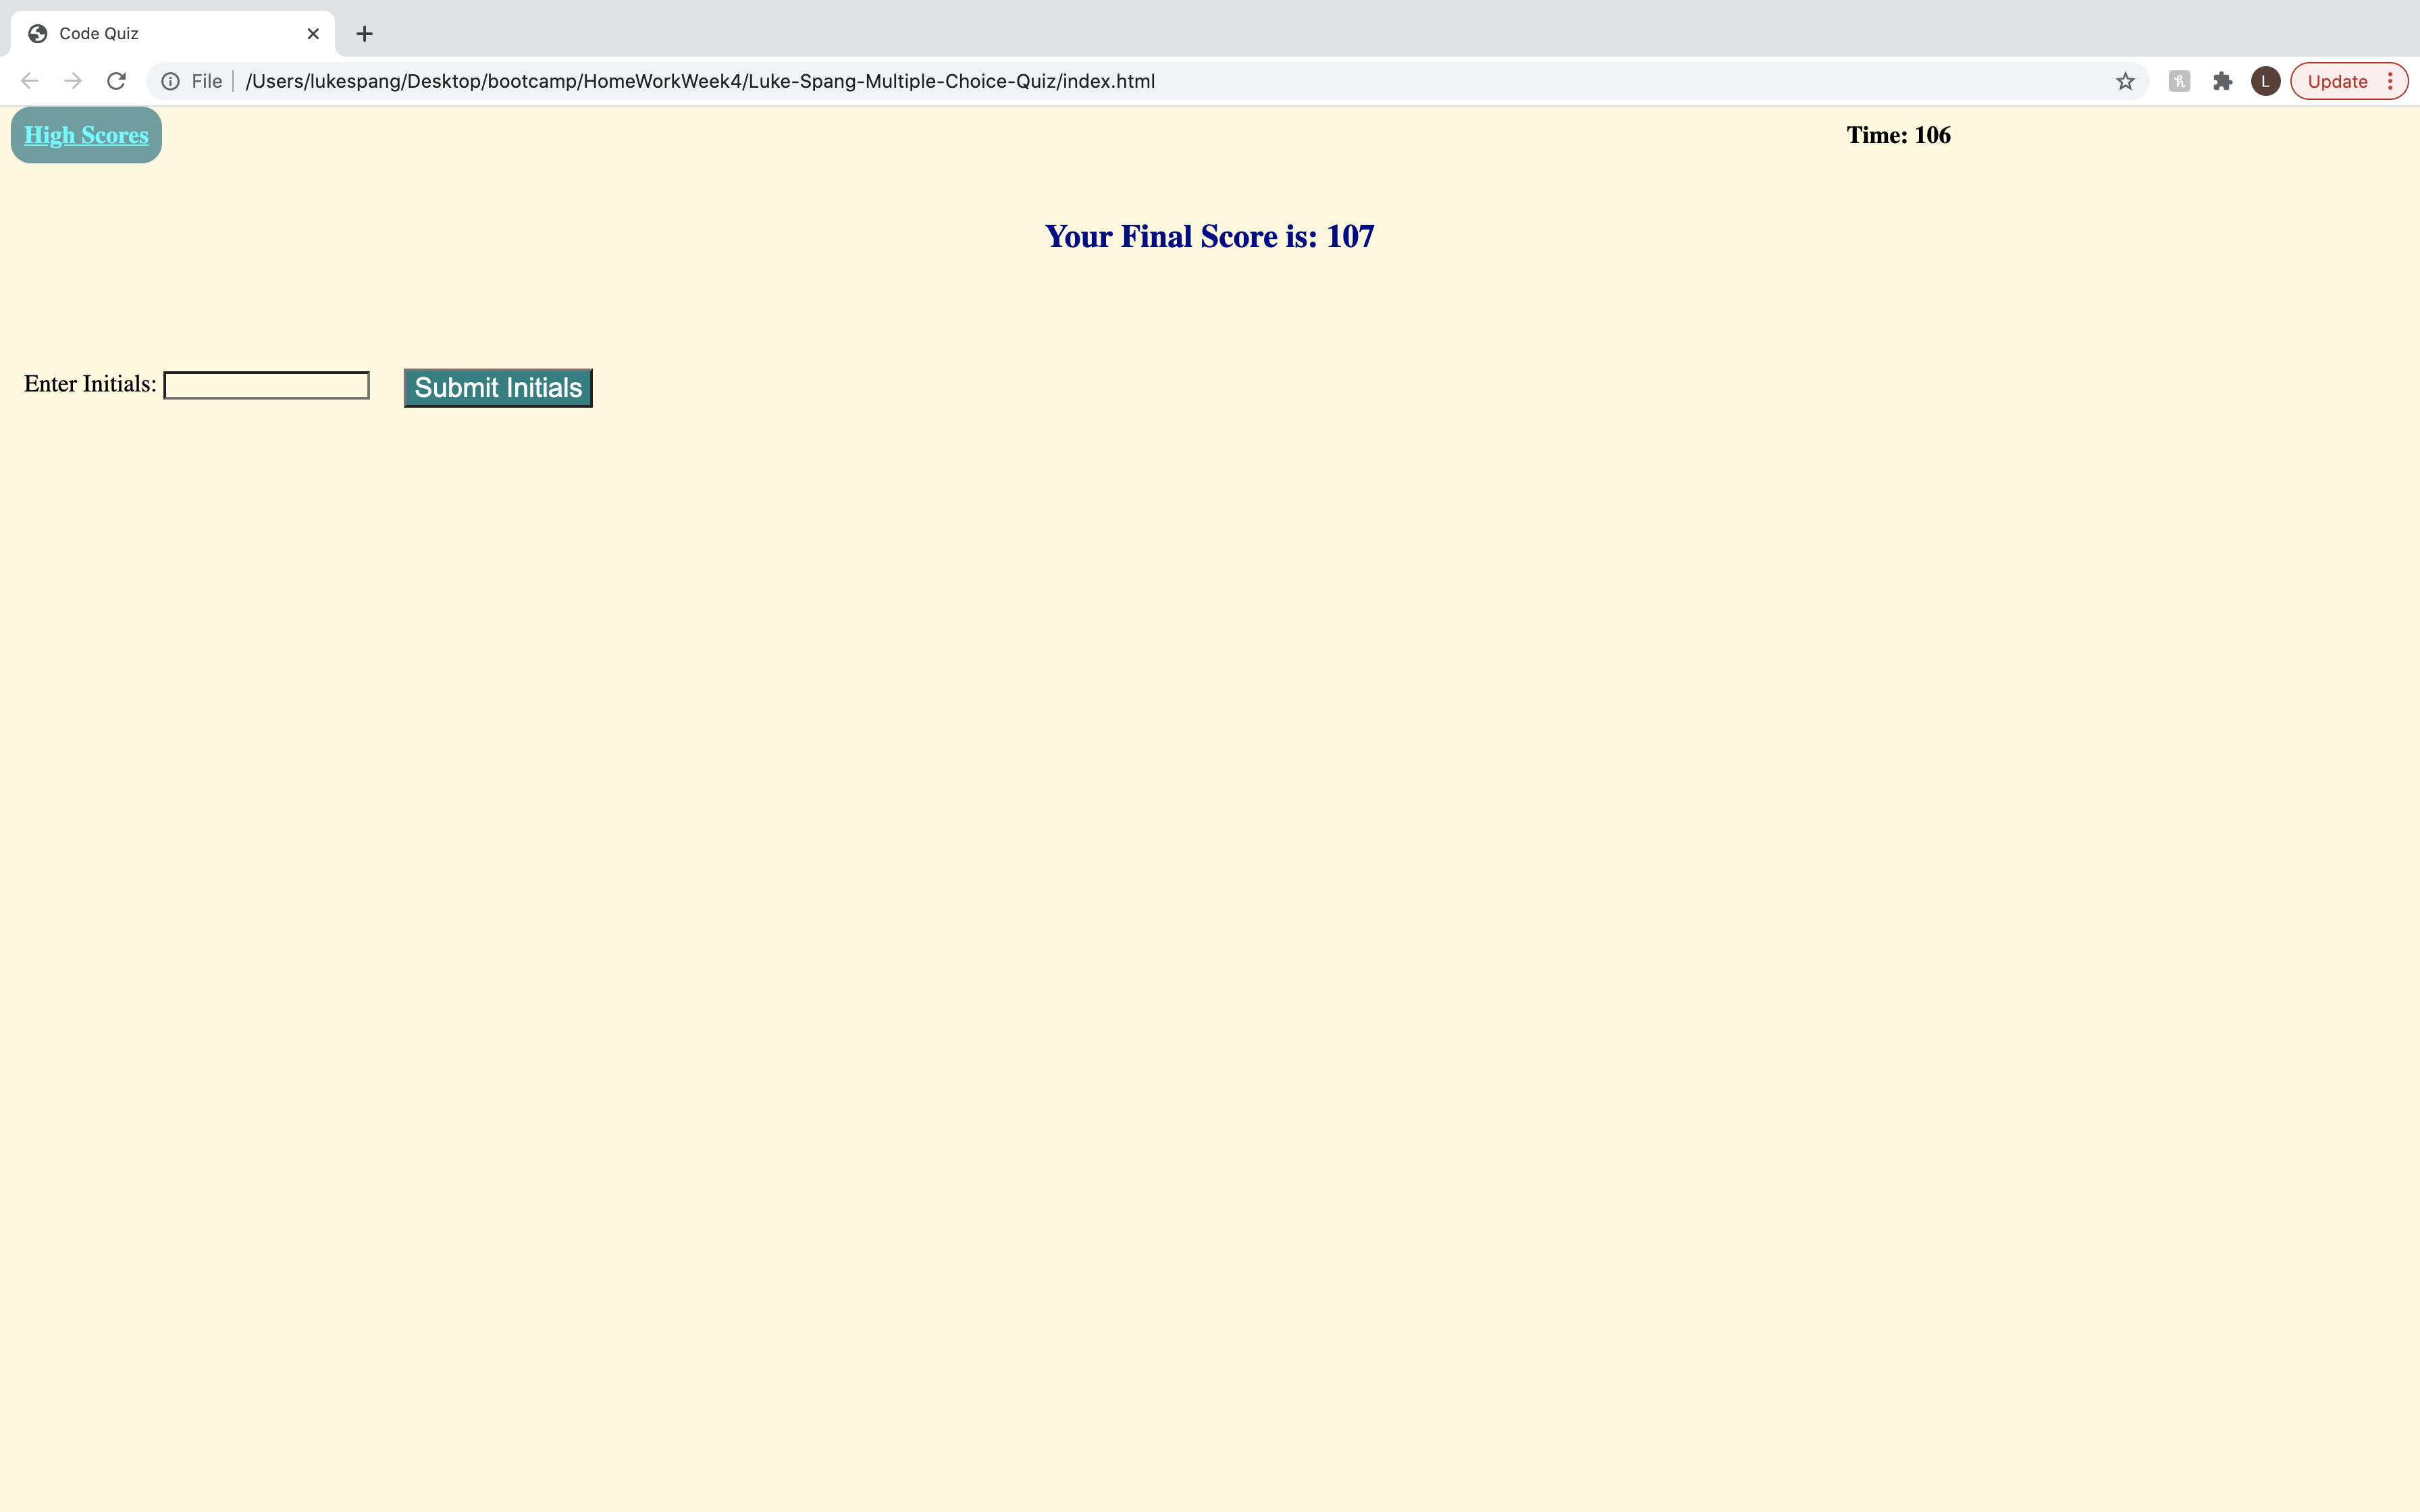 Code Quiz
File /Users/lukespang/Desktop/bootcamp/HomeWorkWeek4/Luke-Spang-Multiple-Choice-Quiz/index.html
h L Update
High Scores Time: 106
Your Final Score is: 107
Enter Initials: Submit Initials